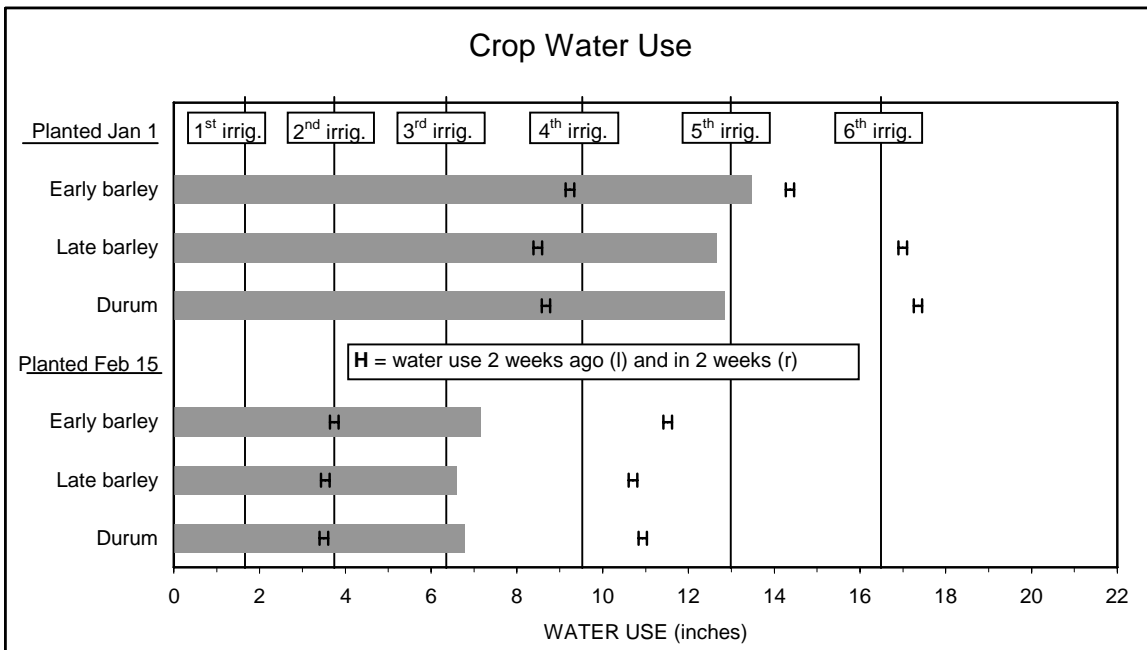 Crop Water Use
Planted Jan 1
1st irrig. 2nd irrig. 3rd irrig. 4th irrig. 5th irrig. 6th irrig.
Early barley
H H
Late barley
H H
Durum
H H
H = water use 2 weeks ago (l) and in 2 weeks (r)
Planted Feb 15
Early barley
H H
Late barley
H H
Durum
H H
0 2 4 6 8 10 12 14 16 18 20 22
WATER USE (inches)